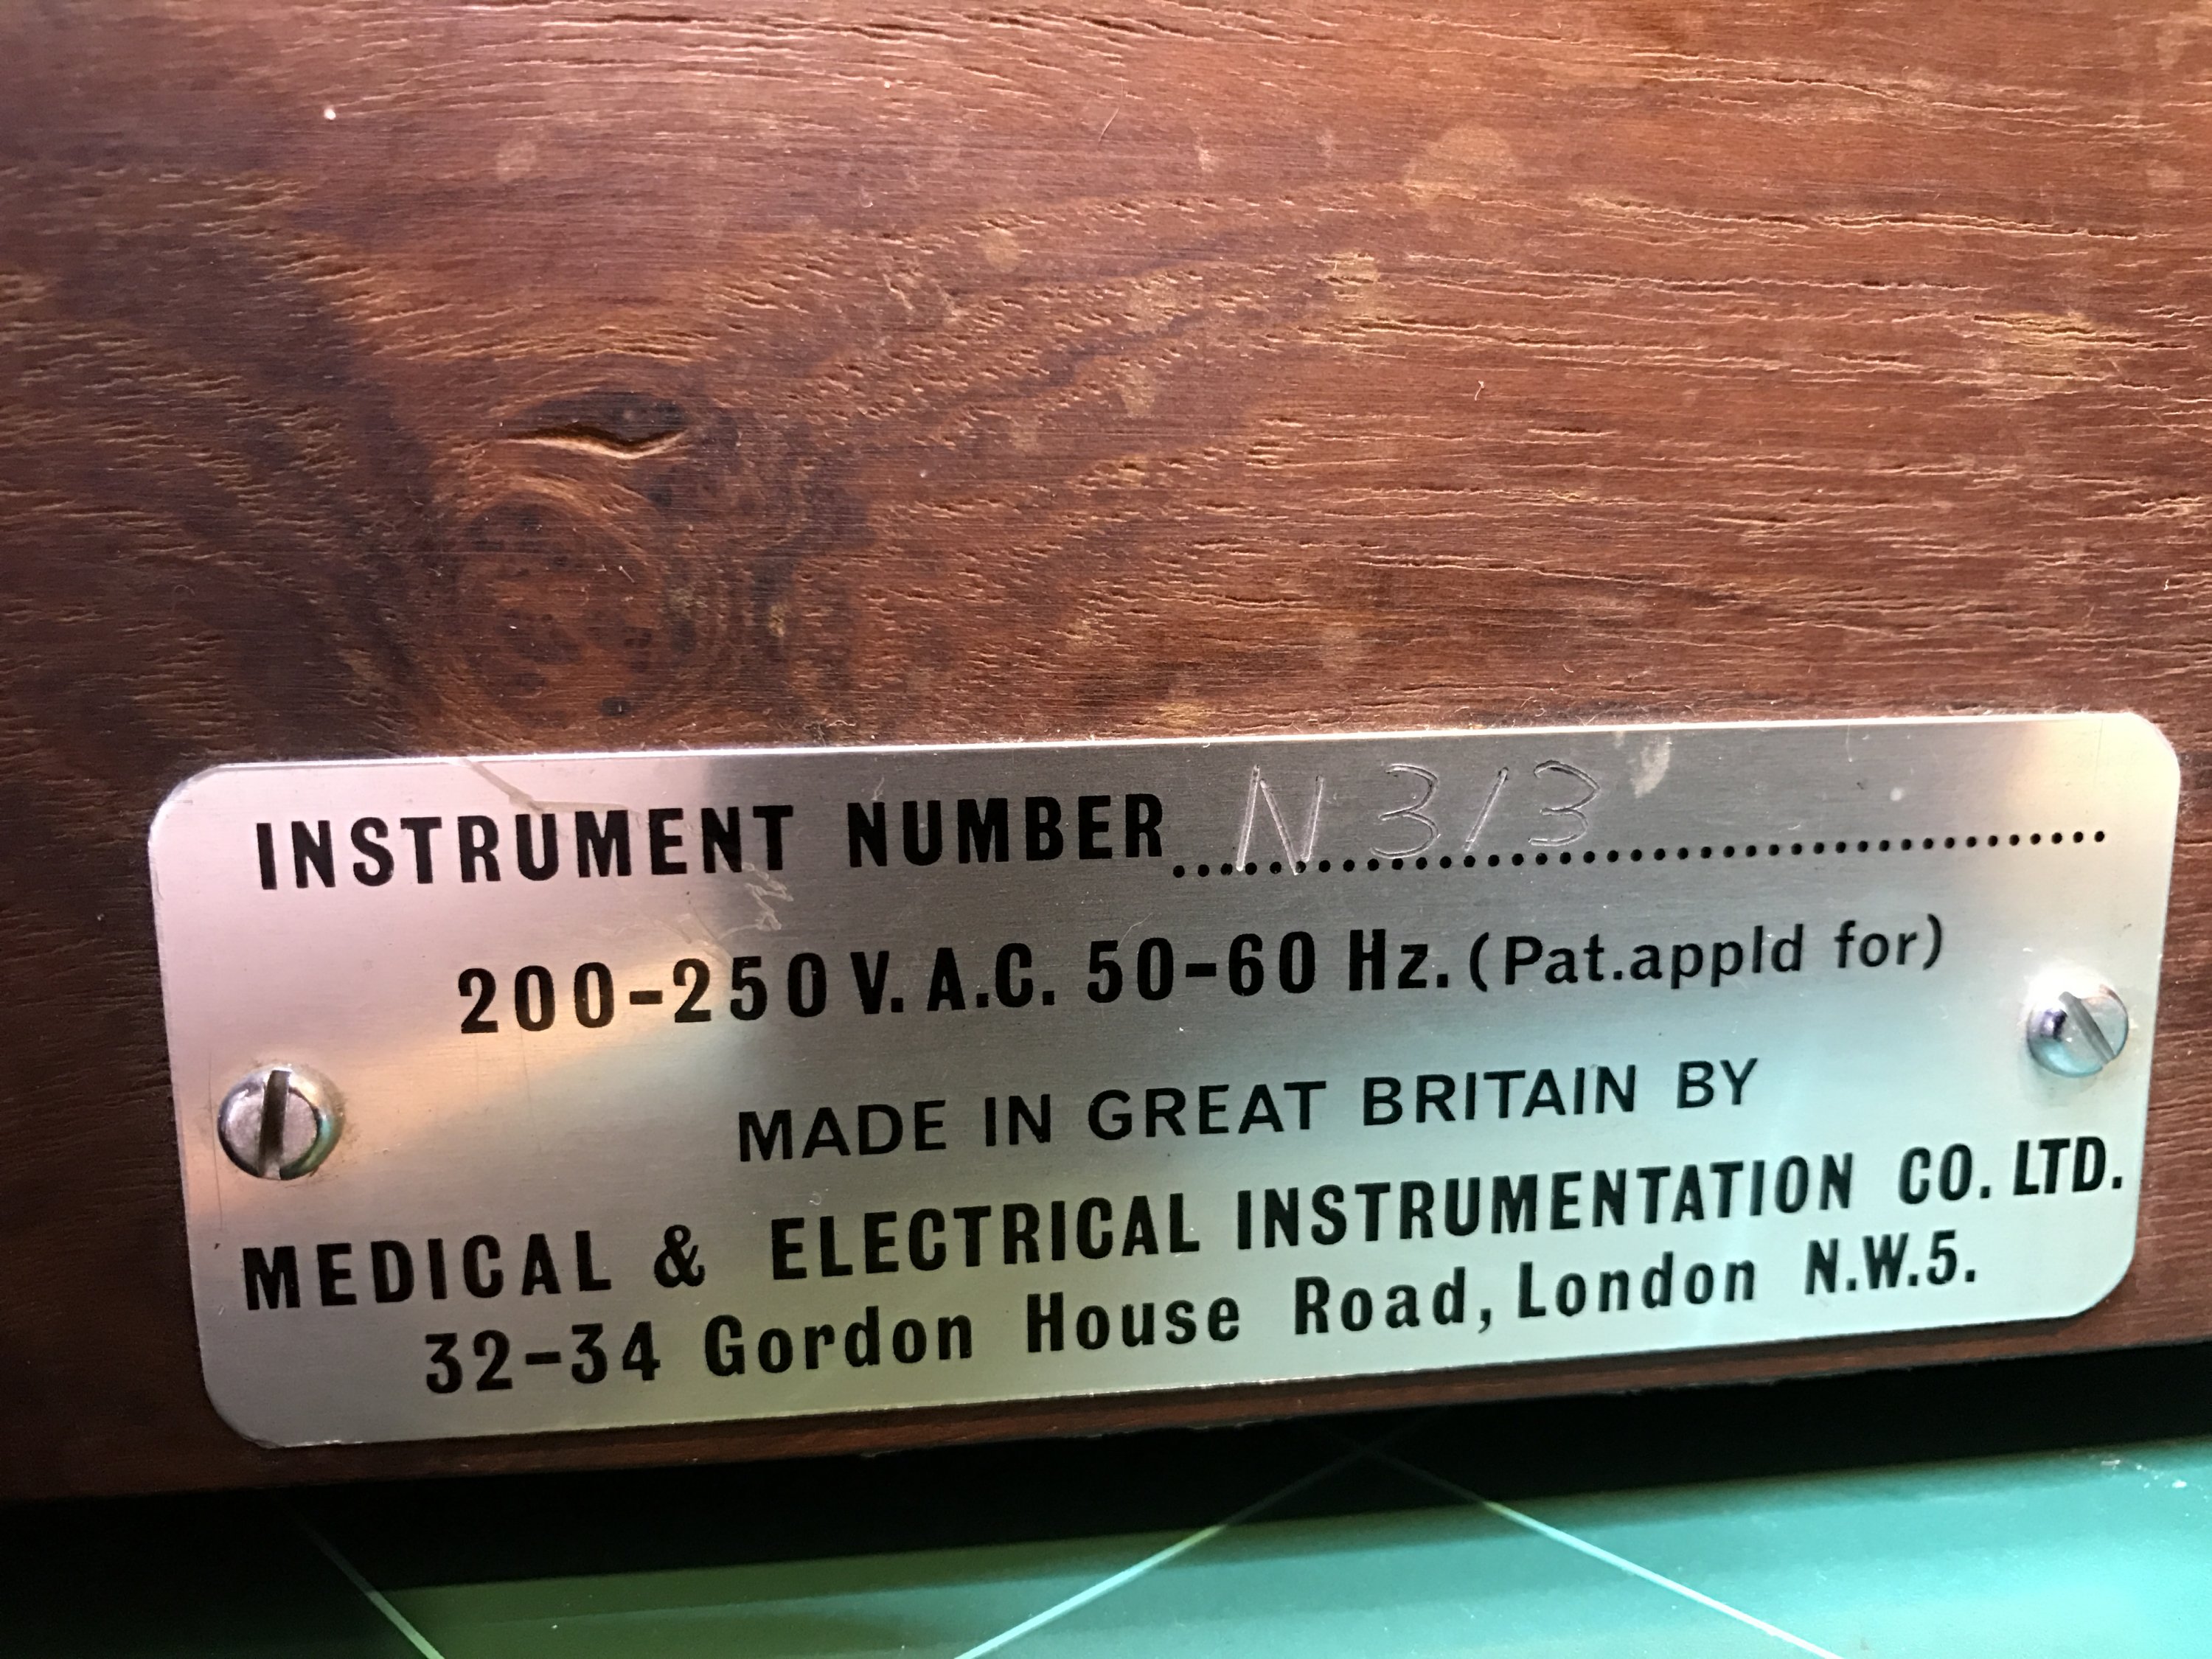 INSTRUMENT NUMBER .......... N313
200-250 V. A.C. 50-60 Hz. (Pat.appld for)
MADE IN GREAT BRITAIN BY
MEDICAL & ELECTRICAL INSTRUMENTATION CO. LTD.
32-34 Gordon House Road, London N.W.5.